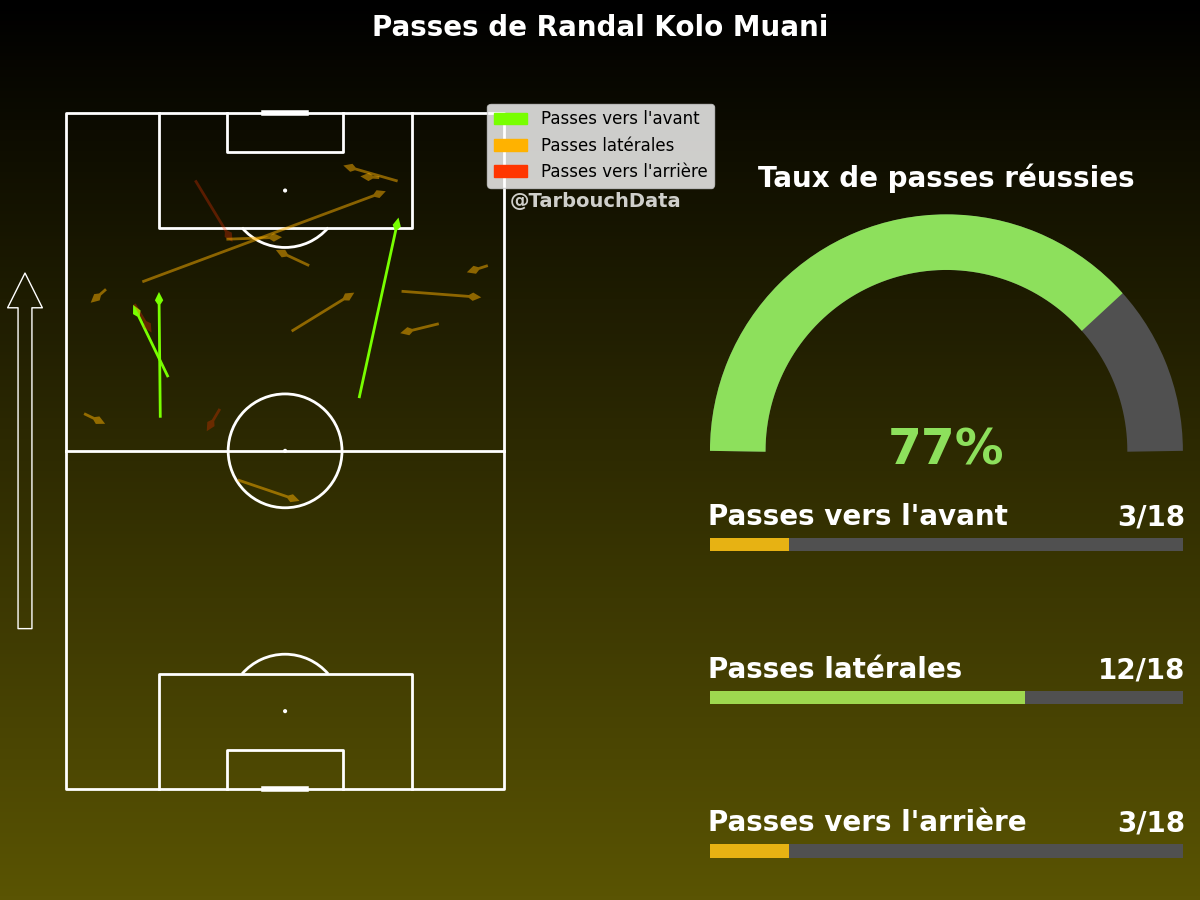 Passes de Randal Kolo Muani
Passes vers l'avant
Passes latérales
Passes vers l'arrière
@TarbouchData
Taux de passes réussies
77%
Passes vers l'avant 3/18
Passes latérales 12/18
Passes vers l'arrière 3/18